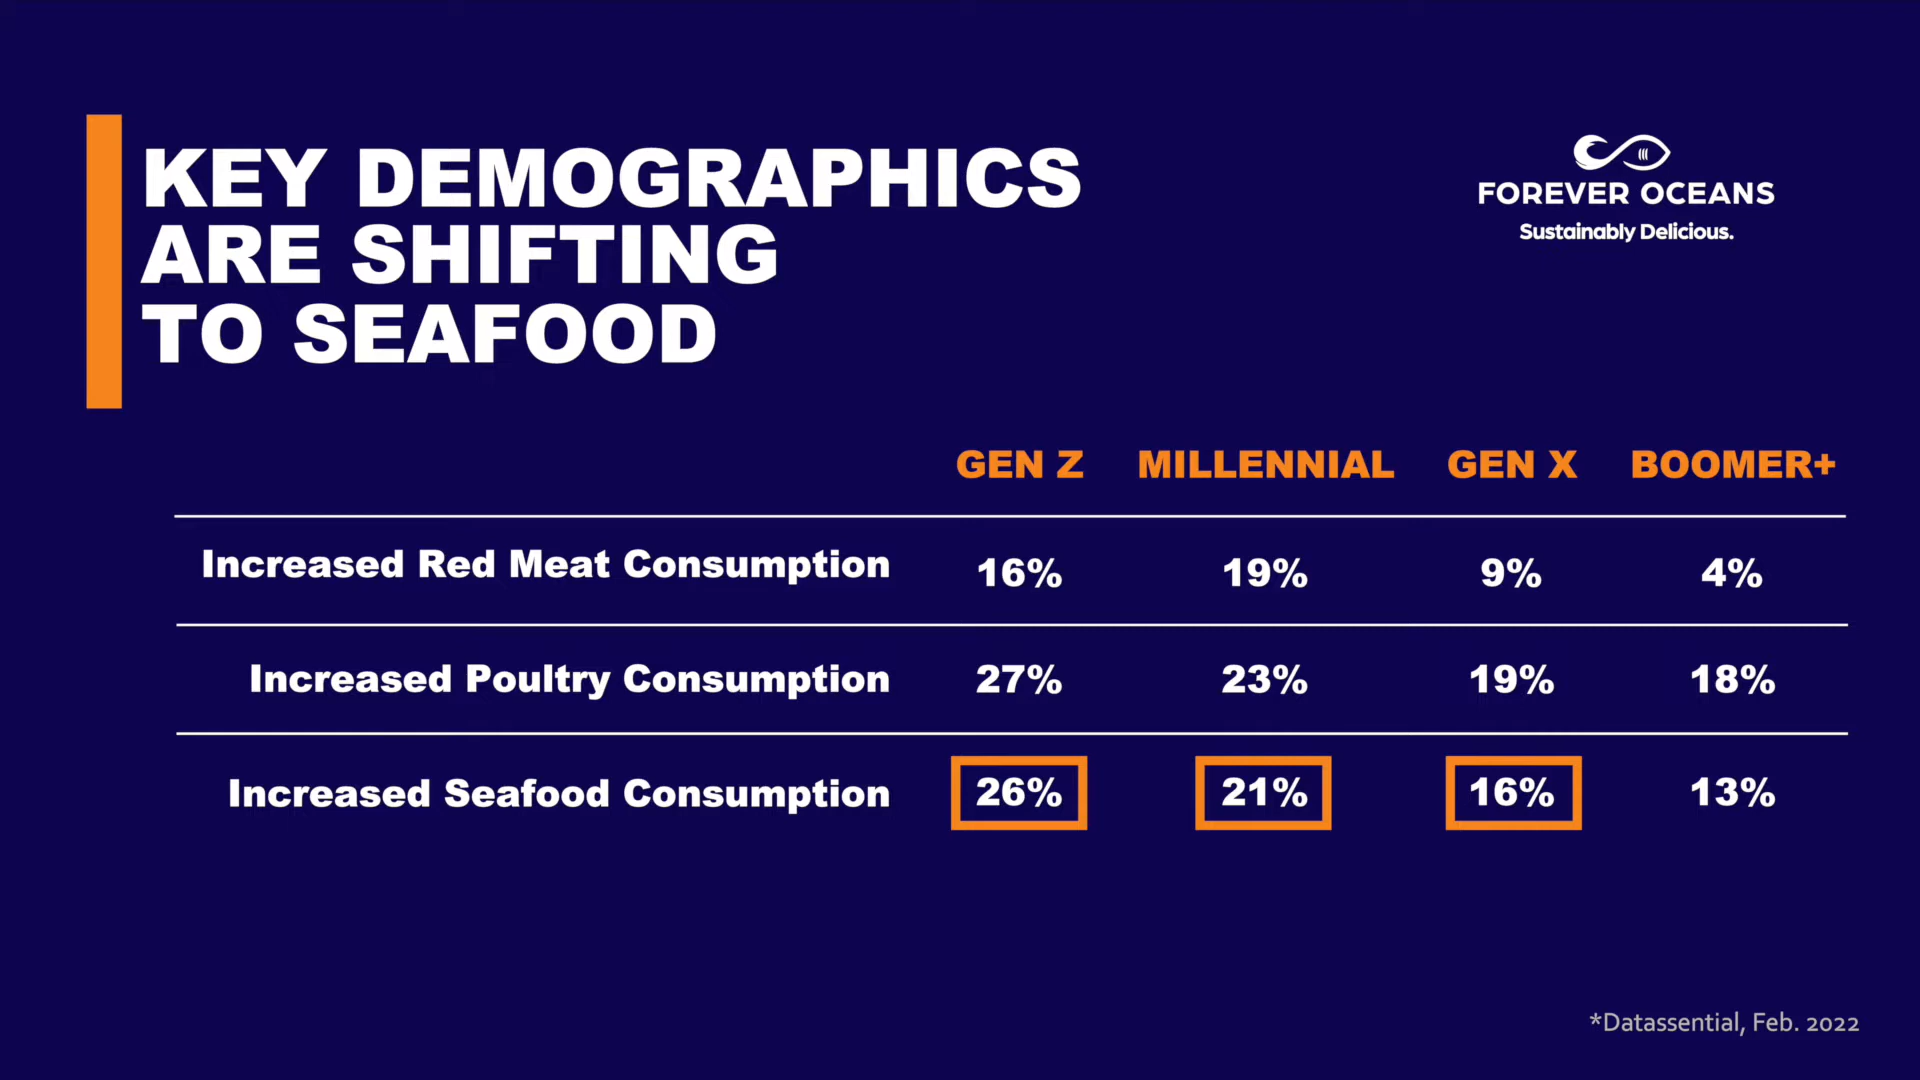 KEY DEMOGRAPHICS
ARE SHIFTING
TO SEAFOOD
FOREVER OCEANS
Sustainably Delicious.
GEN Z MILLENNIAL GEN X BOOMER+
Increased Red Meat Consumption 16% 19% 9% 4%
Increased Poultry Consumption 27% 23% 19% 18%
Increased Seafood Consumption 26% 21% 16% 13%
*Datassential, Feb. 2022